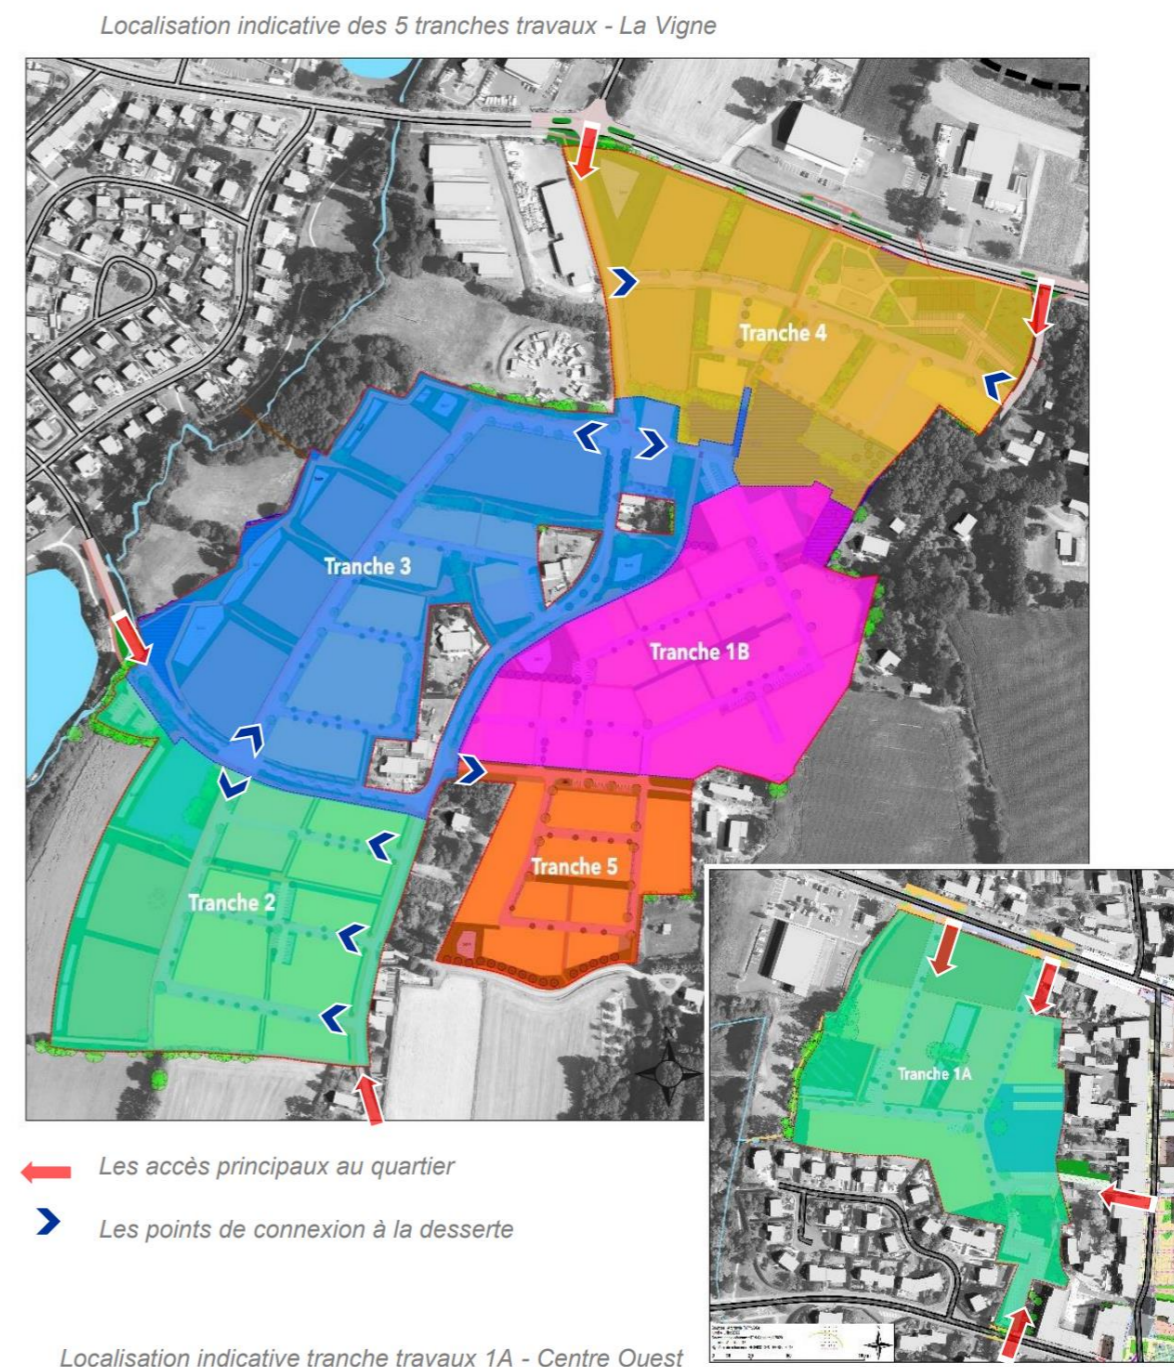 Localisation indicative des 5 tranches travaux - La Vigne
Tranche 4
Tranche 3
Tranche 1B
Tranche 5
Tranche 2
Tranche 1A
Les accès principaux au quartier
Les points de connexion à la desserte
Localisation indicative tranche travaux 1A - Centre Ouest